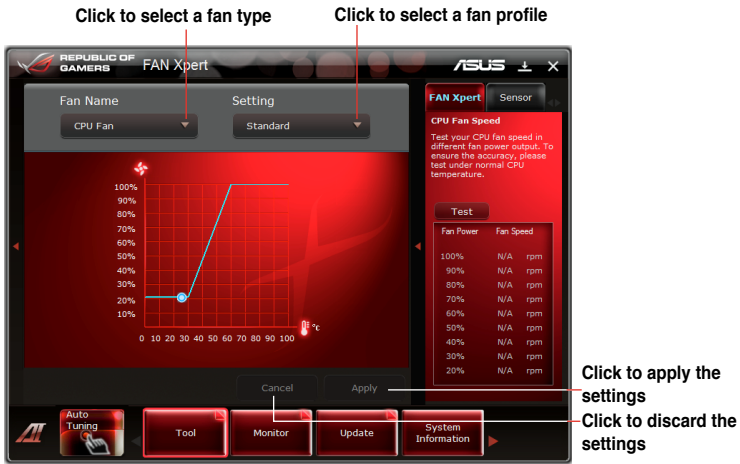 Click to select a fan type
Click to select a fan profile
REPUBLIC OF
GAMERS
FAN Xpert
ASUS
Fan Name
Setting
CPU Fan
Standard
FAN Xpert
Sensor
CPU Fan Speed
Test your CPU fan speed in
different fan power output. To
ensure the accuracy, please
test under normal CPU
temperature.
Test
Fan Power Fan Speed
100% N/A rpm
90% N/A rpm
80% N/A rpm
70% N/A rpm
60% N/A rpm
50% N/A rpm
40% N/A rpm
30% N/A rpm
20% N/A rpm
100%
90%
80%
70%
60%
50%
40%
30%
20%
10%
0 10 20 30 40 50 60 70 80 90 100
°c
Cancel
Apply
Click to apply the
settings
Click to discard the
settings
AI
Auto
Tuning
Tool
Monitor
Update
System
Information